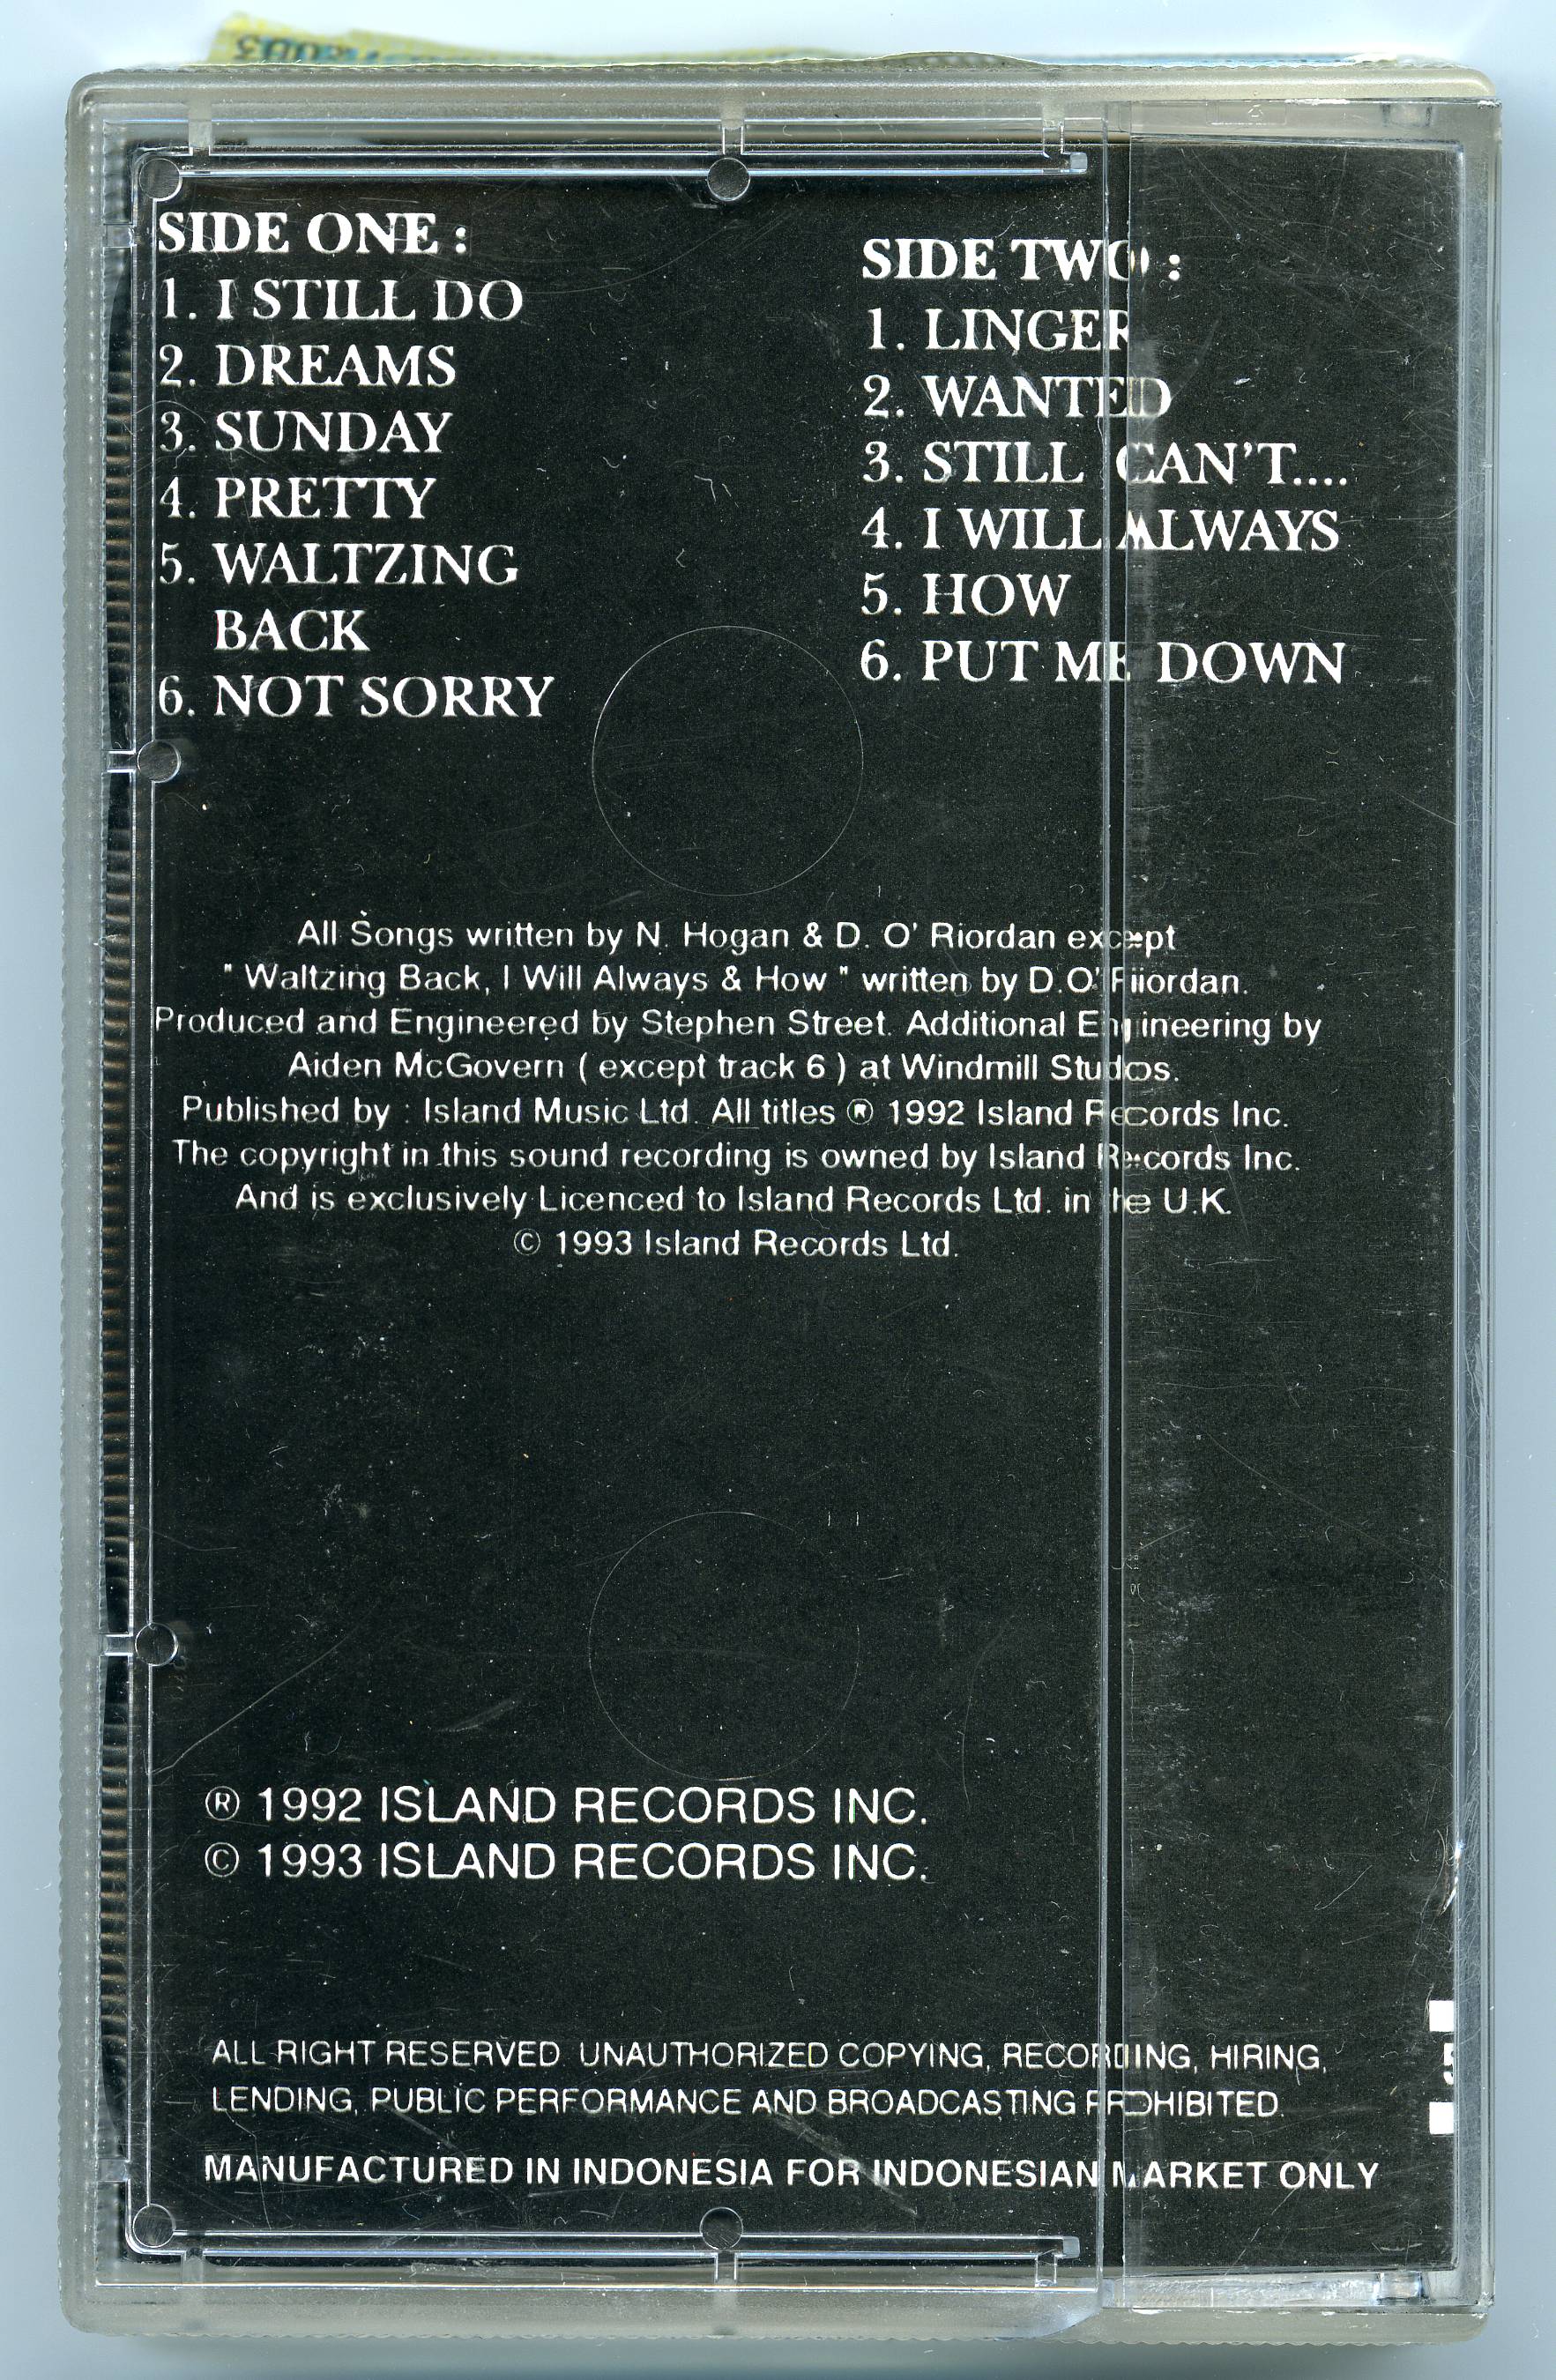 SIDE ONE :
1. I STILL DO
2. DREAMS
3. SUNDAY
4. PRETTY
5. WALTZING
BACK
6. NOT SORRY
SIDE TWO :
1. LINGER
2. WANTED
3. STILL CAN'T....
4. I WILL ALWAYS
5. HOW
6. PUT ME DOWN
All Songs written by N. Hogan & D. O' Riordan except
" Waltzing Back, I Will Always & How " written by D.O' Riordan.
Produced and Engineered by Stephen Street. Additional Engineering by
Aiden McGovern ( except track 6 ) at Windmill Studios.
Published by : Island Music Ltd. All titles ® 1992 Island Records Inc.
The copyright in this sound recording is owned by Island Records Inc.
And is exclusively Licenced to Island Records Ltd. in the U.K.
© 1993 Island Records Ltd.
® 1992 ISLAND RECORDS INC.
© 1993 ISLAND RECORDS INC.
ALL RIGHT RESERVED. UNAUTHORIZED COPYING, RECORDING, HIRING,
LENDING, PUBLIC PERFORMANCE AND BROADCASTING PROHIBITED.
MANUFACTURED IN INDONESIA FOR INDONESIAN MARKET ONLY